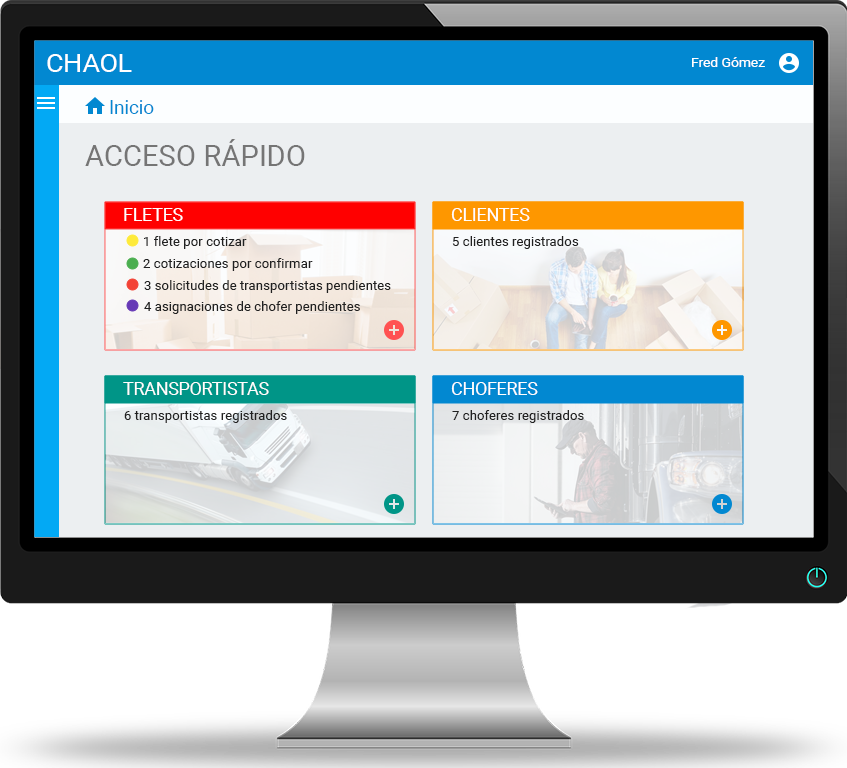 CHAOL
Fred Gómez
Inicio
ACCESO RÁPIDO
FLETES
1 flete por cotizar
2 cotizaciones por confirmar
3 solicitudes de transportistas pendientes
4 asignaciones de chofer pendientes
CLIENTES
5 clientes registrados
TRANSPORTISTAS
6 transportistas registrados
CHOFERES
7 choferes registrados